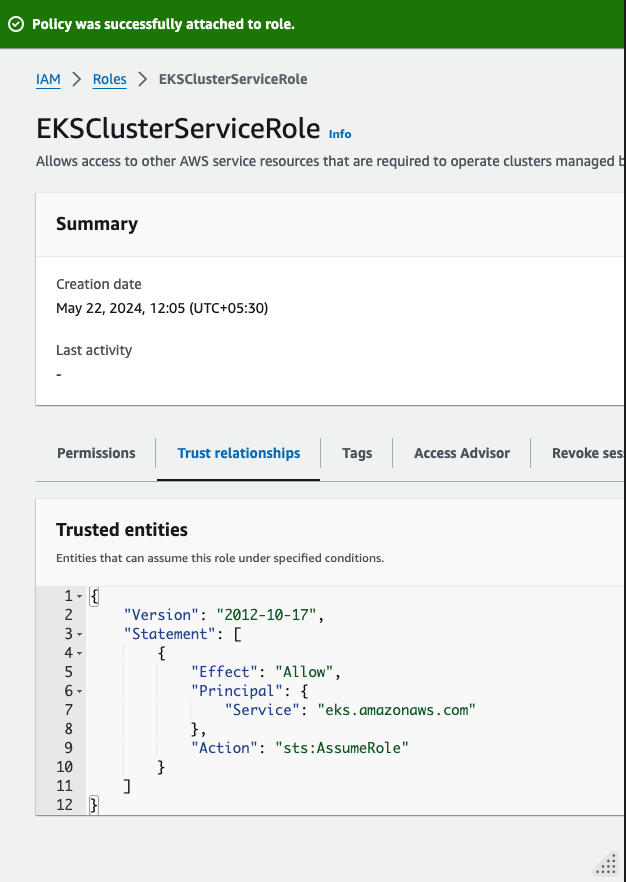 Policy was successfully attached to role.
IAM > Roles > EKSClusterServiceRole
EKSClusterServiceRole Info
Allows access to other AWS service resources that are required to operate clusters managed
Summary
Creation date
May 22, 2024, 12:05 (UTC+05:30)
Last activity
-
Permissions Trust relationships Tags Access Advisor Revoke
Trusted entities
Entities that can assume this role under specified conditions.
1 {
2 "Version": "2012-10-17",
3 "Statement": [
4 {
5 "Effect": "Allow",
6 "Principal": {
7 "Service": "eks.amazonaws.com"
8 },
9 "Action": "sts:AssumeRole"
10 }
11 ]
12 }